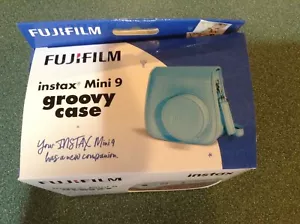 FUJIFILM
FUJIFILM
instax Mini 9
groovy
case
Your INSTAX Mini 9
has a new companion.
instax